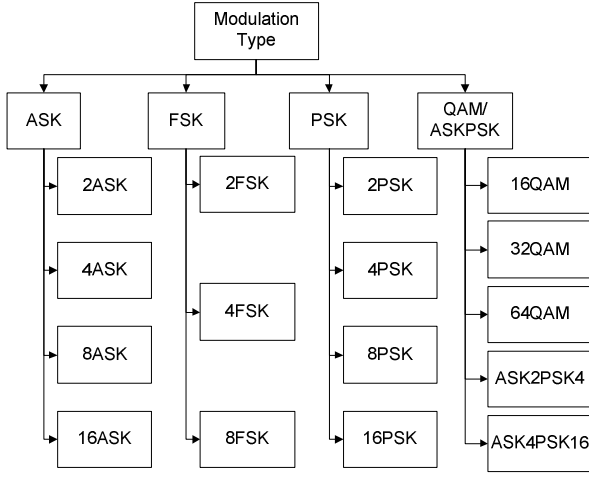 Modulation
Type
ASK
FSK
PSK
QAM/
ASKPSK
2ASK
4ASK
8ASK
16ASK
2FSK
4FSK
8FSK
2PSK
4PSK
8PSK
16PSK
16QAM
32QAM
64QAM
ASK2PSK4
ASK4PSK16